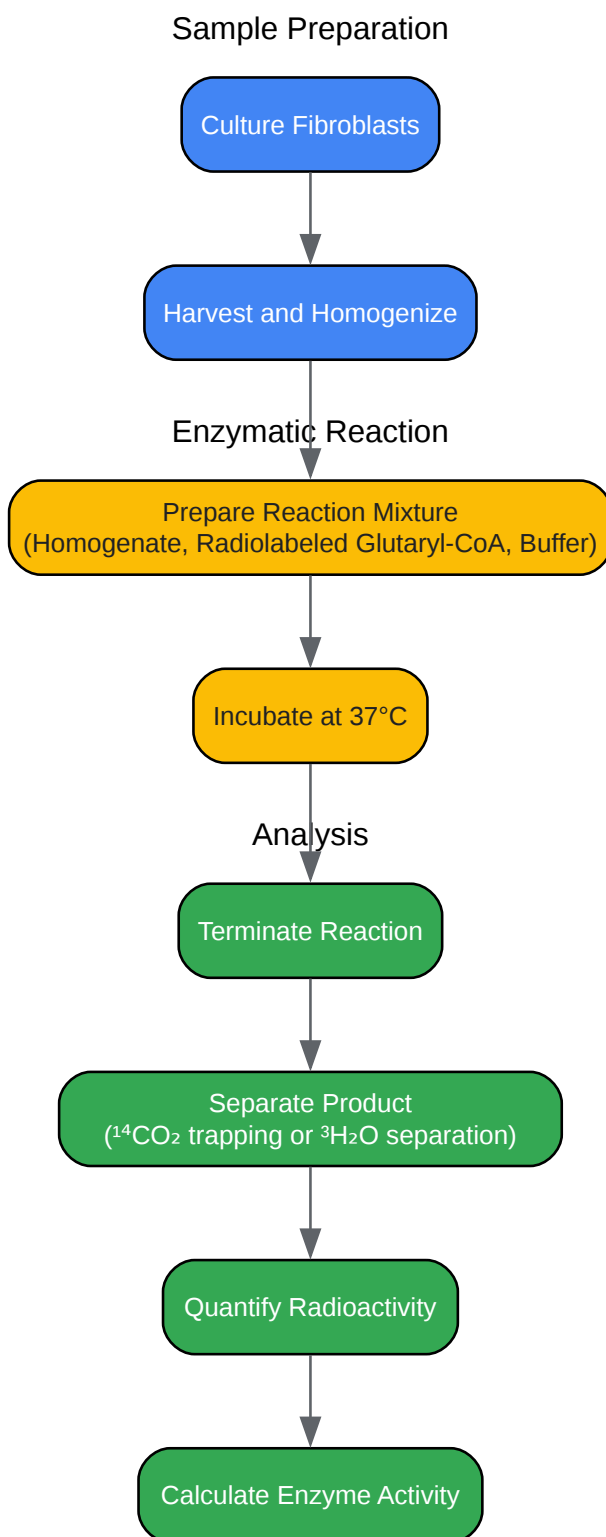 Sample Preparation
Culture Fibroblasts
Harvest and Homogenize
Enzymatic Reaction
Prepare Reaction Mixture
(Homogenate, Radiolabeled Glutaryl-CoA, Buffer)
Incubate at 37°C
Analysis
Terminate Reaction
Separate Product
(¹⁴CO₂ trapping or ³H₂O separation)
Quantify Radioactivity
Calculate Enzyme Activity